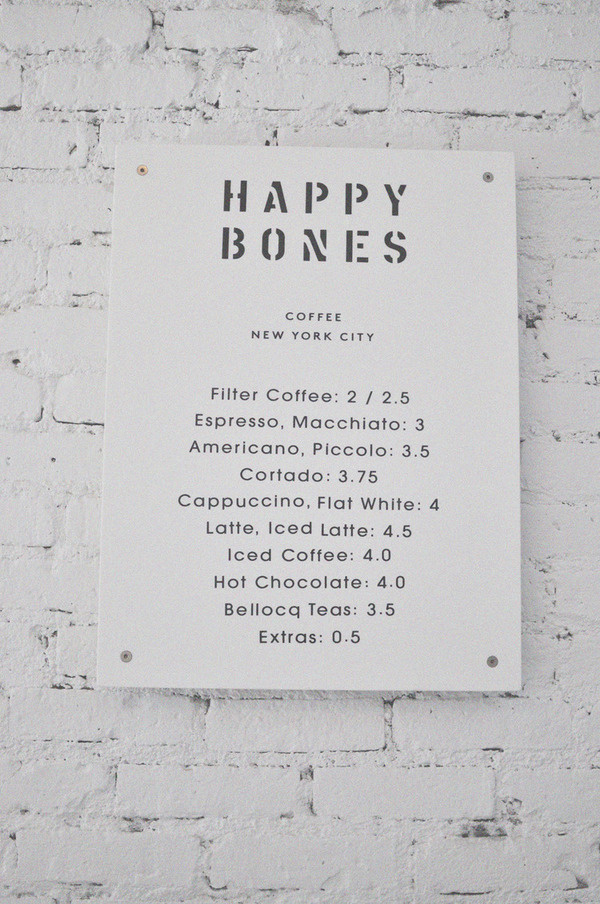 HAPPY
BONES
COFFEE
NEW YORK CITY
Filter Coffee: 2 / 2.5
Espresso, Macchiato: 3
Americano, Piccolo: 3.5
Cortado: 3.75
Cappuccino, Flat White: 4
Latte, Iced Latte: 4.5
Iced Coffee: 4.0
Hot Chocolate: 4.0
Bellocq Teas: 3.5
Extras: 0.5